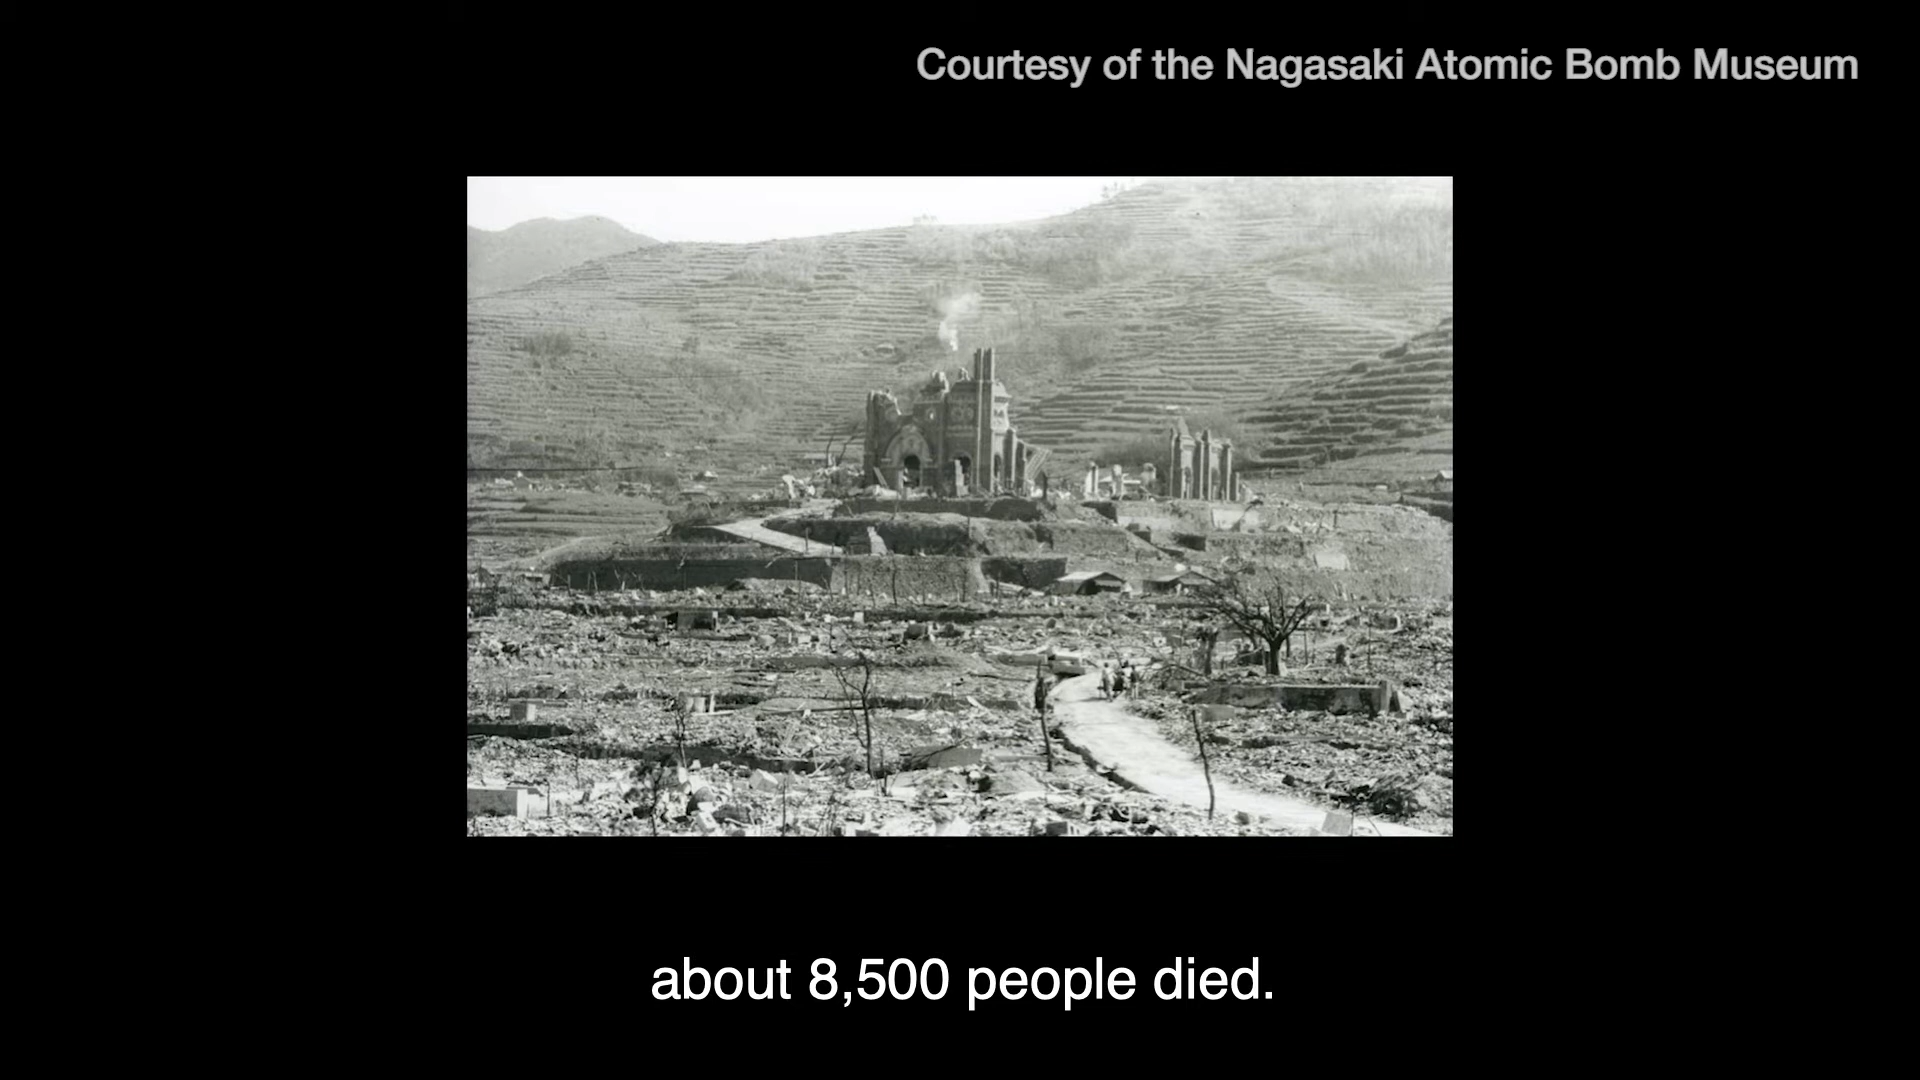 Courtesy of the Nagasaki Atomic Bomb Museum
about 8,500 people died.